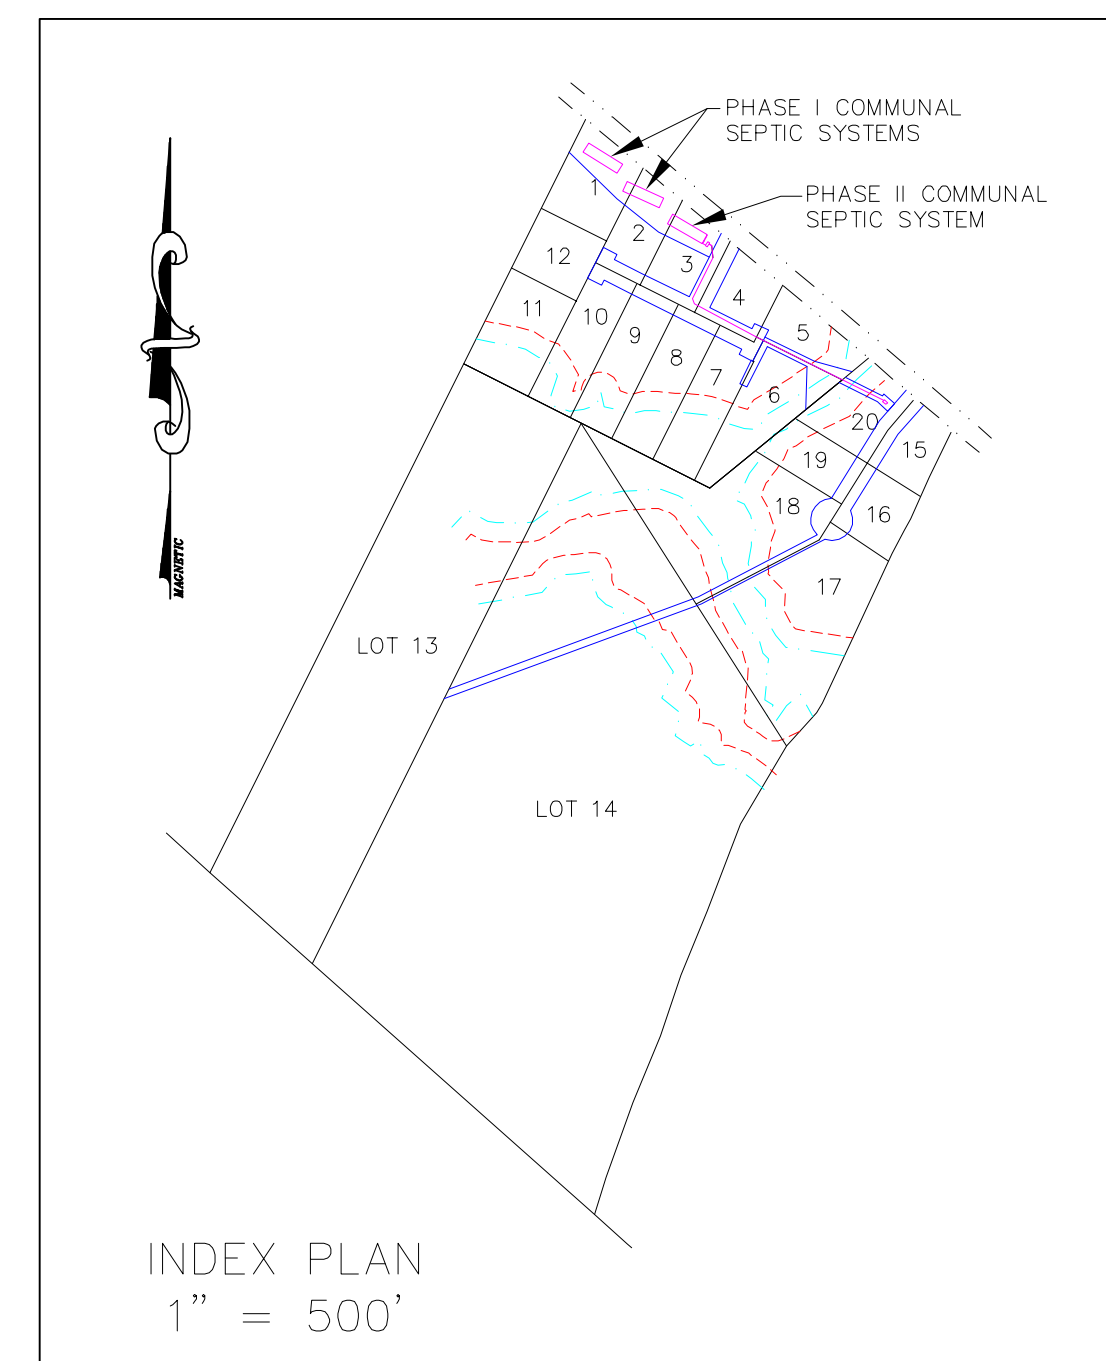 PHASE I COMMUNAL
SEPTIC SYSTEMS
PHASE II COMMUNAL
SEPTIC SYSTEM
1
2
3
4
5
12
11
10
9
8
7
6
20
15
19
18
16
17
MAGNETIC
LOT 13
LOT 14
INDEX PLAN
1" = 500'